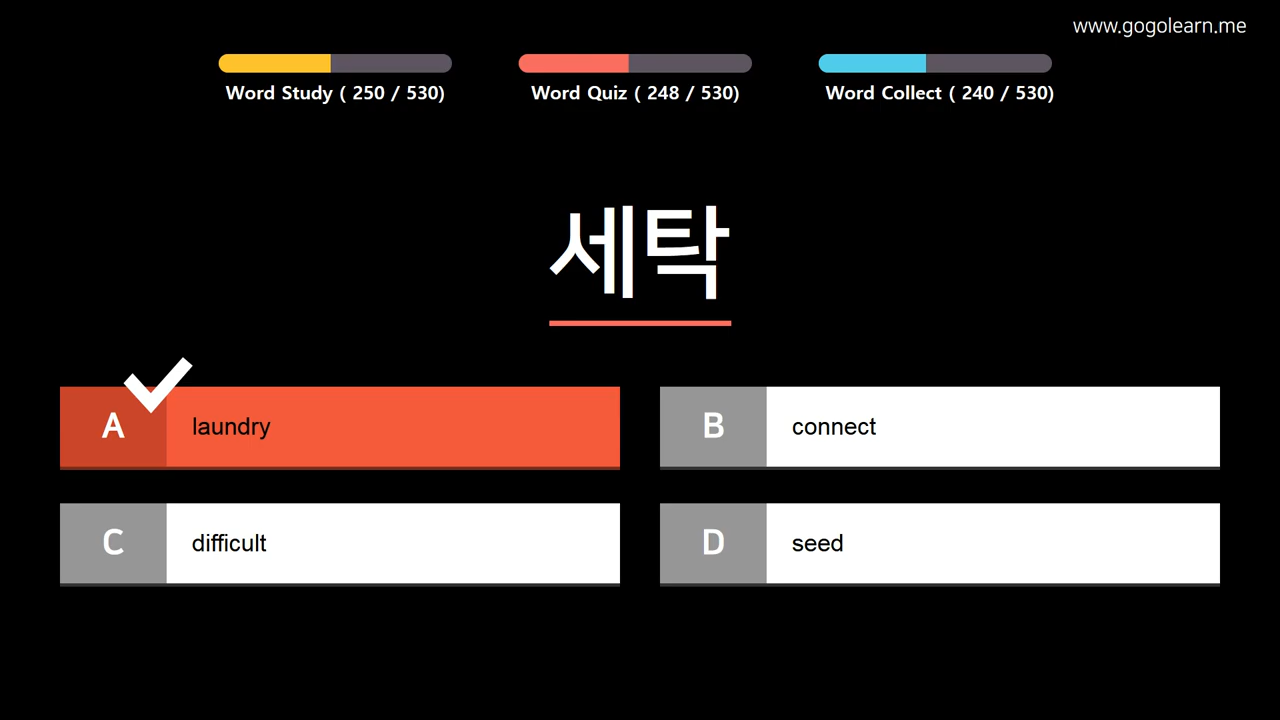 www.gogolearn.me
Word Study ( 250 / 530)
Word Quiz ( 248 / 530)
Word Collect ( 240 / 530)
세탁
A laundry
B connect
C difficult
D seed